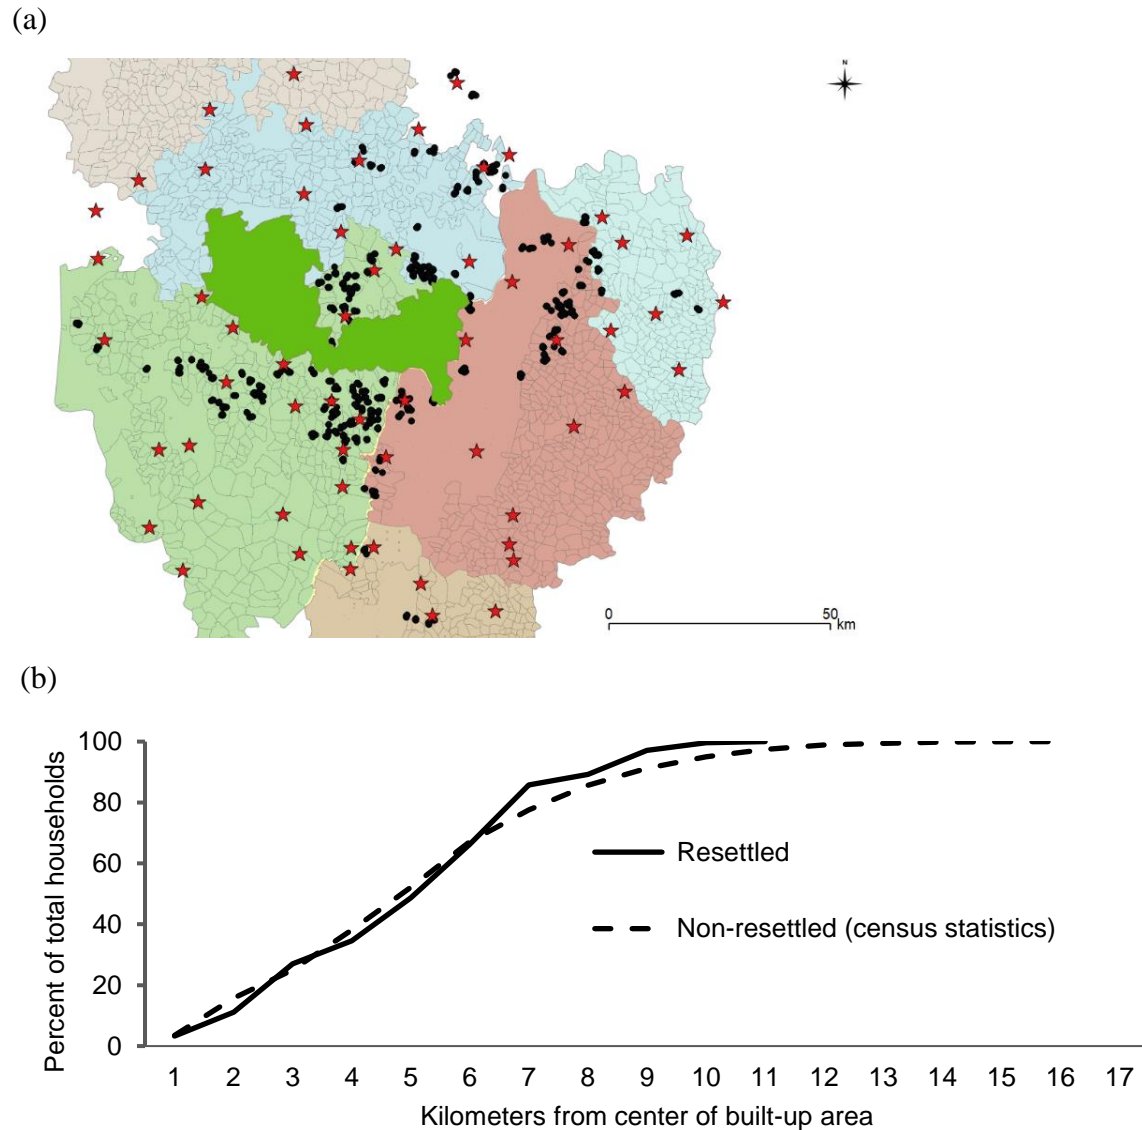 (a)
N
0 50
km
(b)
Percent of total households
100
80
60
40
20
0
Resettled
Non-resettled (census statistics)
1 2 3 4 5 6 7 8 9 10 11 12 13 14 15 16 17
Kilometers from center of built-up area